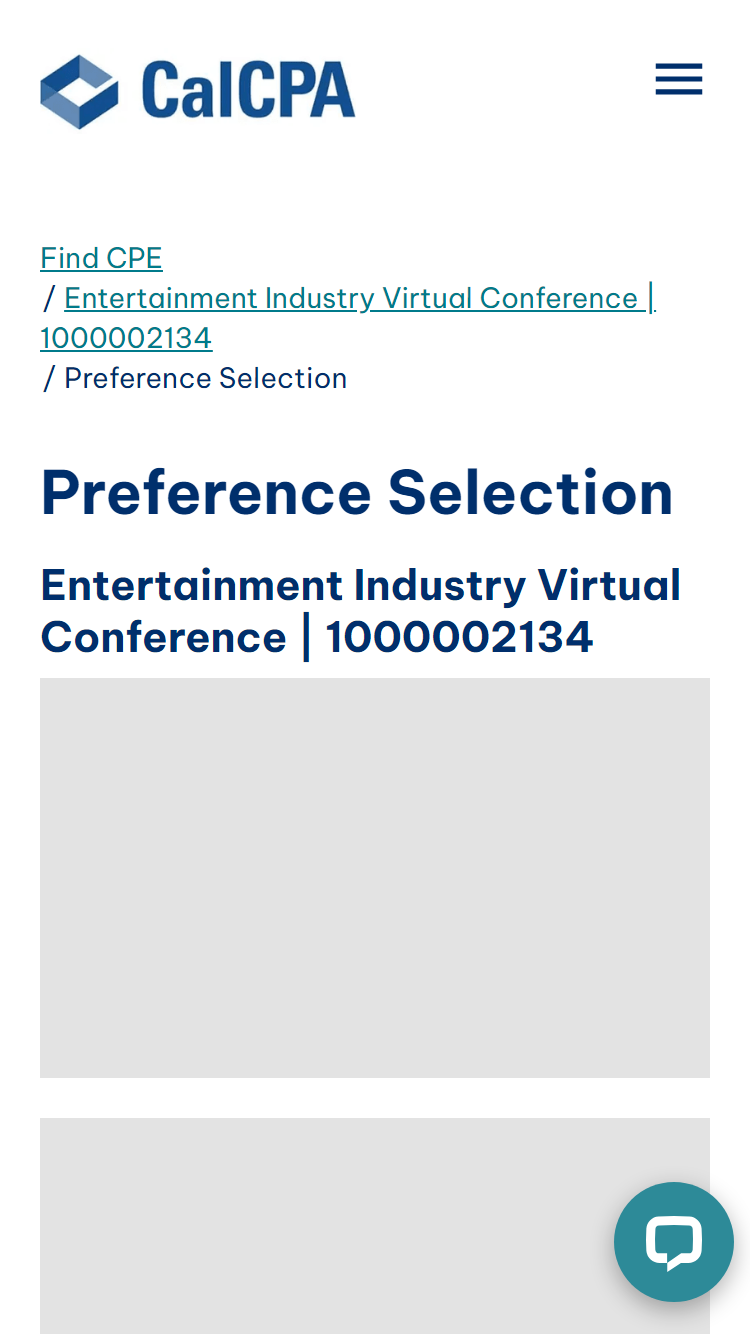 CalCPA
Find CPE
/ Entertainment Industry Virtual Conference |
1000002134
/ Preference Selection
Preference Selection
Entertainment Industry Virtual
Conference | 1000002134